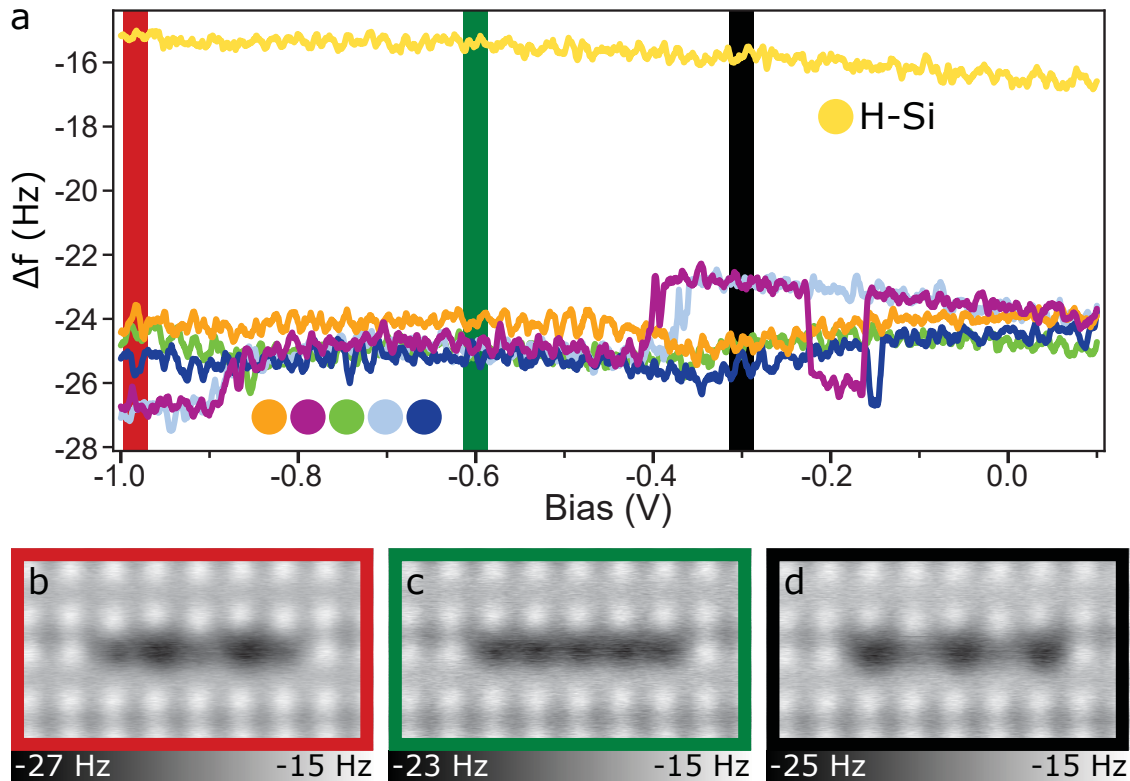 a
-16
-18
-20
-22
-24
-26
-28
Δf (Hz)
H-Si
-1.0 -0.8 -0.6 -0.4 -0.2 0.0
Bias (V)
b c d
-27 Hz -15 Hz -23 Hz -15 Hz -25 Hz -15 Hz